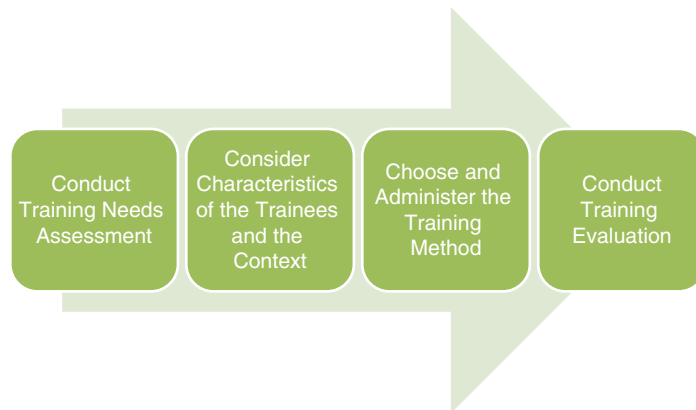 Conduct
Training Needs
Assessment
Consider
Characteristics
of the Trainees
and the
Context
Choose and
Administer the
Training
Method
Conduct
Training
Evaluation